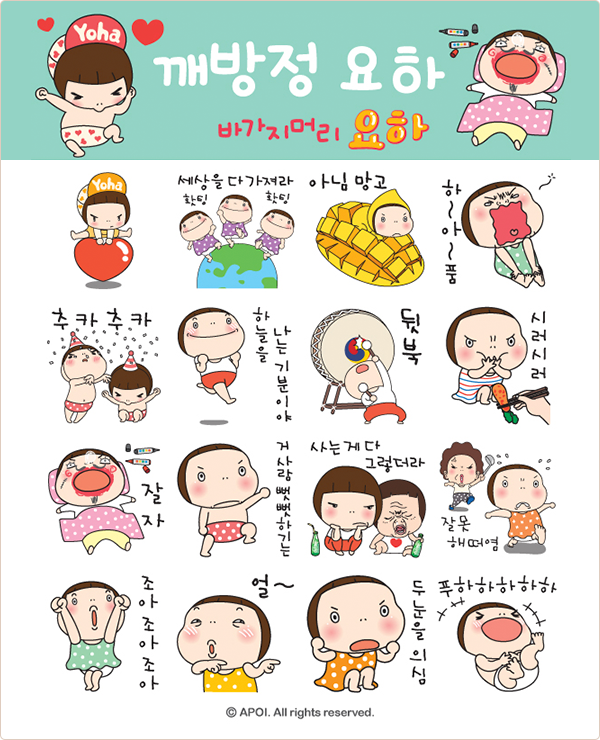 Yoha
깨방정 요하
바가지머리 요하
Yoha
세상을 다 가져라
홧팅 홧팅
아님 망고
하~아~품
추카 추카
하늘을
나는 기분이야
뒷북
시러시러
잘자
거 사람
뻣뻣하기는
사는게 다
그렇더라
잘못
해떠염
조아조아조아
얼~
두 눈을 의심
푸하하하하하
© APOI. All rights reserved.